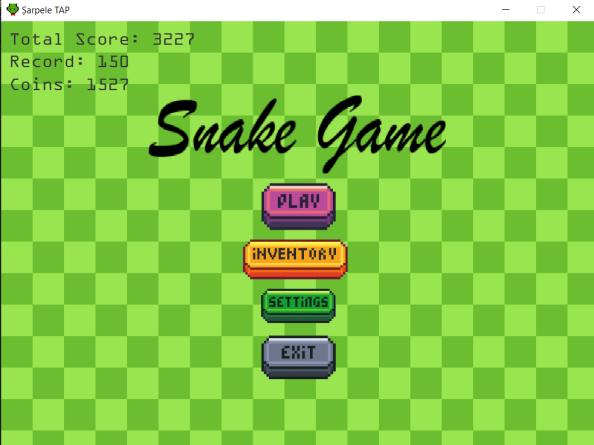 Șarpele TAP
Total Score: 3227
Record: 150
Coins: 1527
Snake Game
PLAY
INVENTORY
SETTINGS
EXIT